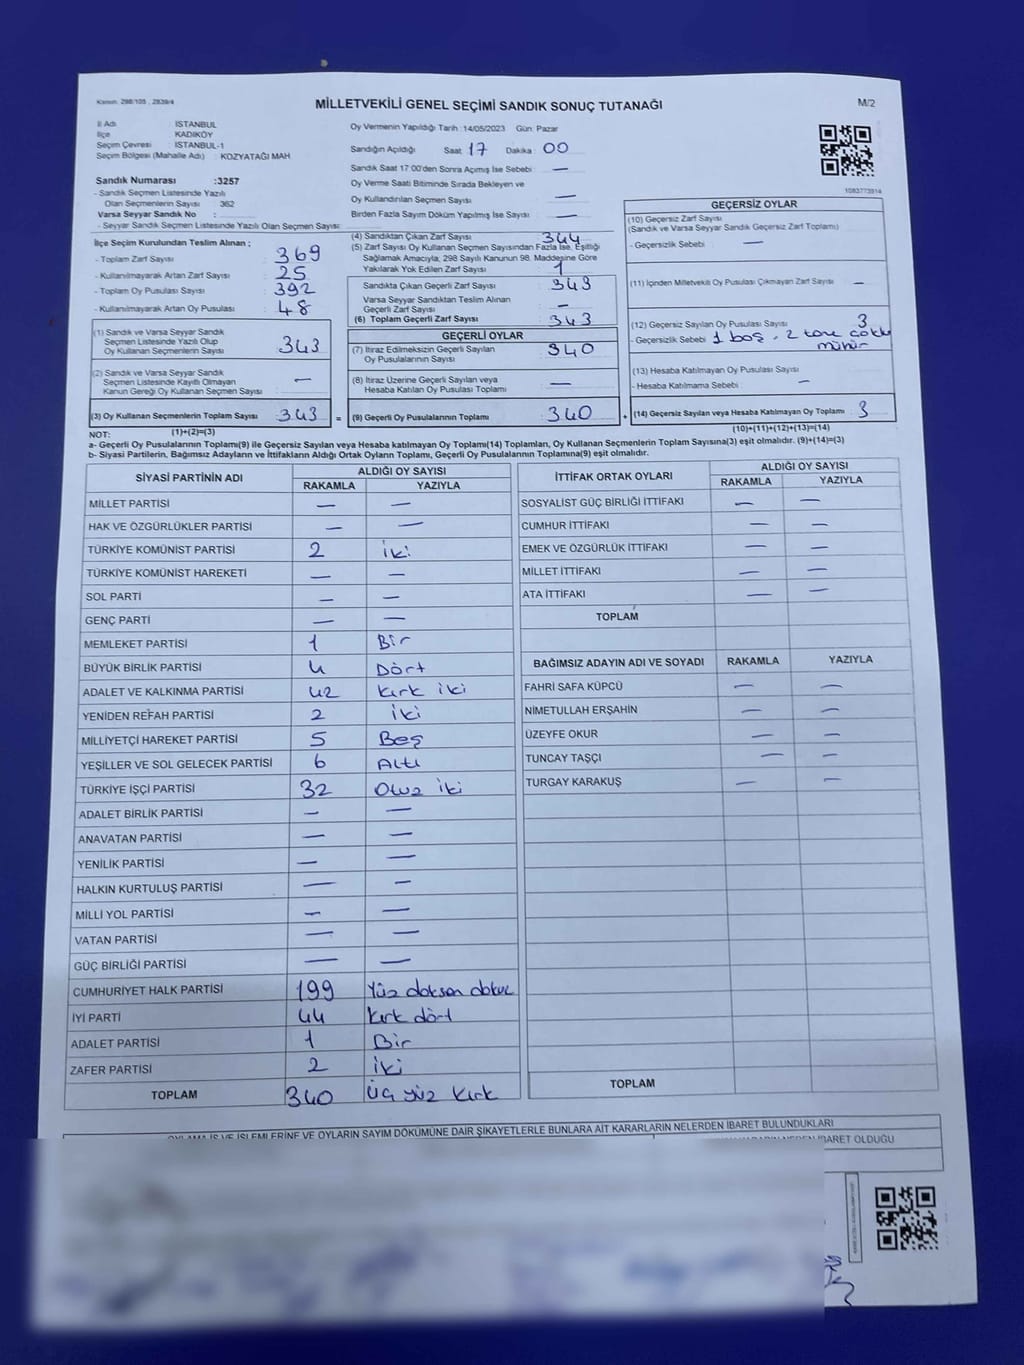 Kanun. 298/105 , 2839/4
MİLLETVEKİLİ GENEL SEÇİMİ SANDIK SONUÇ TUTANAĞI
M/2
İl Adı İSTANBUL
İlçe KADIKÖY
Seçim Çevresi İSTANBUL-1
Seçim Bölgesi (Mahalle Adı) : KOZYATAĞI MAH
Oy Vermenin Yapıldığı Tarih :14/05/2023 Gün: Pazar
Sandığın Açıldığı Saat 17 Dakika : 00
Sandık Saat 17:00'den Sonra Açımış İse Sebebi : —
Oy Verme Saati Bitiminde Sırada Bekleyen ve
Oy Kullandırılan Seçmen Sayısı —
Birden Fazla Sayım Döküm Yapılmış İse Sayısı : —
1083773914
Sandık Numarası :3257
- Sandık Seçmen Listesinde Yazılı
Olan Seçmenlerin Sayısı 362
Varsa Seyyar Sandık No :
- Seyyar Sandık Seçmen Listesinde Yazılı Olan Seçmen Sayısı
İlçe Seçim Kurulundan Teslim Alınan ;
- Toplam Zarf Sayısı : 369
- Kullanılmayarak Artan Zarf Sayısı : 25
- Toplam Oy Pusulası Sayısı : 392
- Kullanılmayarak Artan Oy Pusulası : 48
(1) Sandık ve Varsa Seyyar Sandık
Seçmen Listesinde Yazılı Olup
Oy Kullanan Seçmenlerin Sayısı 343
(2) Sandık ve Varsa Seyyar Sandık
Seçmen Listesinde Kayıtlı Olmayan
Kanun Gereği Oy Kullanan Seçmen Sayısı : —
(3) Oy Kullanan Seçmenlerin Toplam Sayısı : 343 =
(1)+(2)=(3)
(4) Sandıktan Çıkan Zarf Sayısı : 344
(5) Zarf Sayısı Oy Kullanan Seçmen Sayısından Fazla İse, Eşitliği
Sağlamak Amacıyla, 298 Sayılı Kanunun 98. Maddesine Göre
Yakılarak Yok Edilen Zarf Sayısı : 1
Sandıkta Çıkan Geçerli Zarf Sayısı : 343
Varsa Seyyar Sandıktan Teslim Alınan
Geçerli Zarf Sayısı : —
(6) Toplam Geçerli Zarf Sayısı : 343
GEÇERLİ OYLAR
(7) İtiraz Edilmeksizin Geçerli Sayılan : 340
Oy Pusulalarının Sayısı
(8) İtiraz Üzerine Geçerli Sayılan veya : —
Hesaba Katılan Oy Pusulası Toplamı
(9) Geçerli Oy Pusulalarının Toplamı : 340 +
GEÇERSİZ OYLAR
(10) Geçersiz Zarf Sayısı
(Sandık ve Varsa Seyyar Sandık Geçersiz Zarf Toplamı)
- Geçersizlik Sebebi : —
(11) İçinden Milletvekili Oy Pusulası Çıkmayan Zarf Sayısı : —
(12) Geçersiz Sayılan Oy Pusulası Sayısı : 3
- Geçersizlik Sebebi 1 boş, 2 tane çoklu
mühür
(13) Hesaba Katılmayan Oy Pusulası Sayısı
- Hesaba Katılmama Sebebi : —
(14) Geçersiz Sayılan veya Hesaba Katılmayan Oy Toplamı : 3
(10)+(11)+(12)+(13)=(14)
NOT:
a- Geçerli Oy Pusulalarının Toplamı(9) ile Geçersiz Sayılan veya Hesaba katılmayan Oy Toplamı(14) Toplamları, Oy Kullanan Seçmenlerin Toplam Sayısına(3) eşit olmalıdır. (9)+(14)=(3)
b- Siyasi Partilerin, Bağımsız Adayların ve İttifakların Aldığı Ortak Oyların Toplamı, Geçerli Oy Pusulalarının Toplamına(9) eşit olmalıdır.
SİYASİ PARTİNİN ADI ALDIĞI OY SAYISI
RAKAMLA YAZIYLA
MİLLET PARTİSİ — —
HAK VE ÖZGÜRLÜKLER PARTİSİ — —
TÜRKİYE KOMÜNİST PARTİSİ 2 iki
TÜRKİYE KOMÜNİST HAREKETİ — —
SOL PARTİ — —
GENÇ PARTİ — —
MEMLEKET PARTİSİ 1 Bir
BÜYÜK BİRLİK PARTİSİ 4 Dört
ADALET VE KALKINMA PARTİSİ 42 kırk iki
YENİDEN REFAH PARTİSİ 2 iki
MİLLİYETÇİ HAREKET PARTİSİ 5 Beş
YEŞİLLER VE SOL GELECEK PARTİSİ 6 Altı
TÜRKİYE İŞÇİ PARTİSİ 32 Otuz iki
ADALET BİRLİK PARTİSİ — —
ANAVATAN PARTİSİ — —
YENİLİK PARTİSİ — —
HALKIN KURTULUŞ PARTİSİ — —
MİLLİ YOL PARTİSİ — —
VATAN PARTİSİ — —
GÜÇ BİRLİĞİ PARTİSİ — —
CUMHURİYET HALK PARTİSİ 199 Yüz doksan dokuz
İYİ PARTİ 44 kırk dört
ADALET PARTİSİ 1 Bir
ZAFER PARTİSİ 2 iki
TOPLAM 340 Üç yüz kırk
İTTİFAK ORTAK OYLARI ALDIĞI OY SAYISI
RAKAMLA YAZIYLA
SOSYALİST GÜÇ BİRLİĞİ İTTİFAKI — —
CUMHUR İTTİFAKI — —
EMEK VE ÖZGÜRLÜK İTTİFAKI — —
MİLLET İTTİFAKI — —
ATA İTTİFAKI — —
TOPLAM
BAĞIMSIZ ADAYIN ADI VE SOYADI RAKAMLA YAZIYLA
FAHRİ SAFA KÜPCÜ — —
NİMETULLAH ERŞAHİN — —
ÜZEYFE OKUR — —
TUNCAY TAŞÇI — —
TURGAY KARAKUŞ — —
TOPLAM
OYLAMA İŞ VE İŞLEMLERİNE VE OYLARIN SAYIM DÖKÜMÜNE DAİR ŞİKAYETLERLE BUNLARA AİT KARARLARIN NELERDEN İBARET BULUNDUKLARI
İBARET OLDUĞU